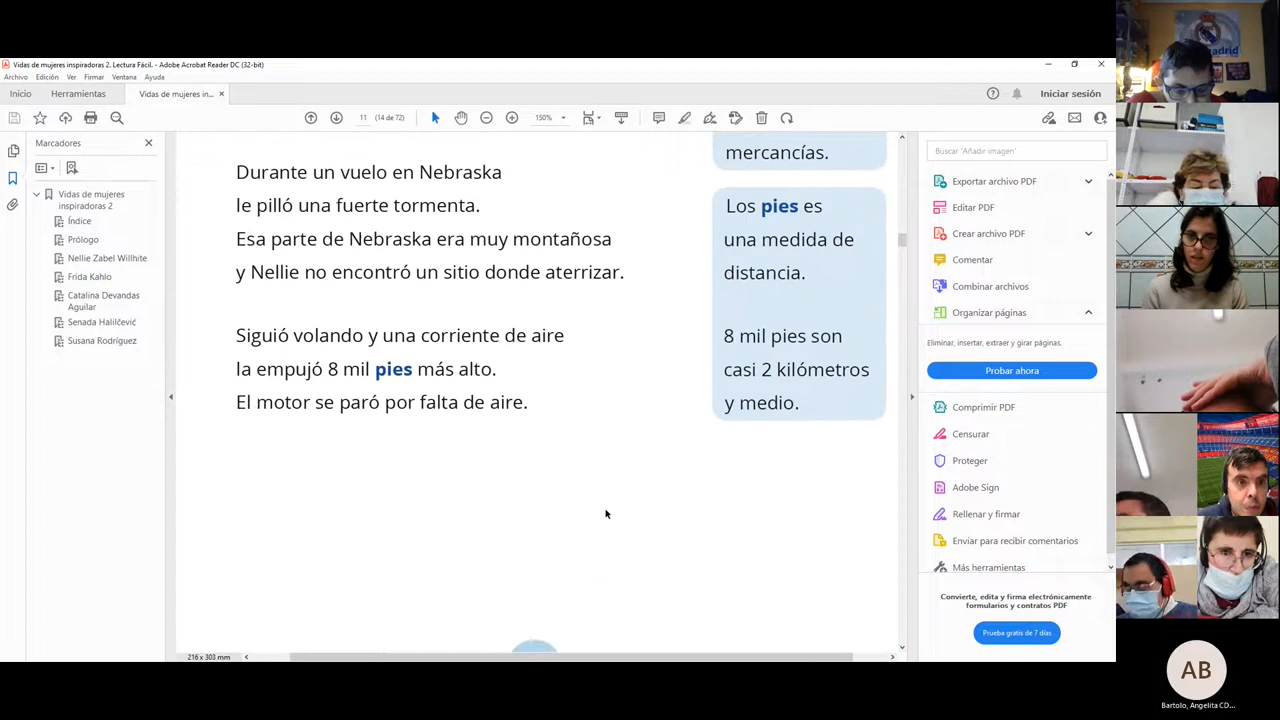 Vidas de mujeres inspiradoras 2. Lectura Fácil. - Adobe Acrobat Reader DC (32-bit)
Archivo Edición Ver Firmar Ventana Ayuda
Inicio Herramientas Vidas de mujeres in... × Iniciar sesión
11 (14 de 72) 150%
Marcadores
Vidas de mujeres
inspiradoras 2
Índice
Prólogo
Nellie Zabel Willhite
Frida Kahlo
Catalina Devandas
Aguilar
Senada Halilčević
Susana Rodríguez
Durante un vuelo en Nebraska
le pilló una fuerte tormenta.
Esa parte de Nebraska era muy montañosa
y Nellie no encontró un sitio donde aterrizar.
Siguió volando y una corriente de aire
la empujó 8 mil pies más alto.
El motor se paró por falta de aire.
mercancías.
Los pies es
una medida de
distancia.
8 mil pies son
casi 2 kilómetros
y medio.
216 x 303 mm
Buscar 'Añadir imagen'
Exportar archivo PDF
Editar PDF
Crear archivo PDF
Comentar
Combinar archivos
Organizar páginas
Eliminar, insertar, extraer y girar páginas.
Probar ahora
Comprimir PDF
Censurar
Proteger
Adobe Sign
Rellenar y firmar
Enviar para recibir comentarios
Más herramientas
Convierte, edita y firma electrónicamente
formularios y contratos PDF
Prueba gratis de 7 días
AB
Bartolo, Angelita CD...